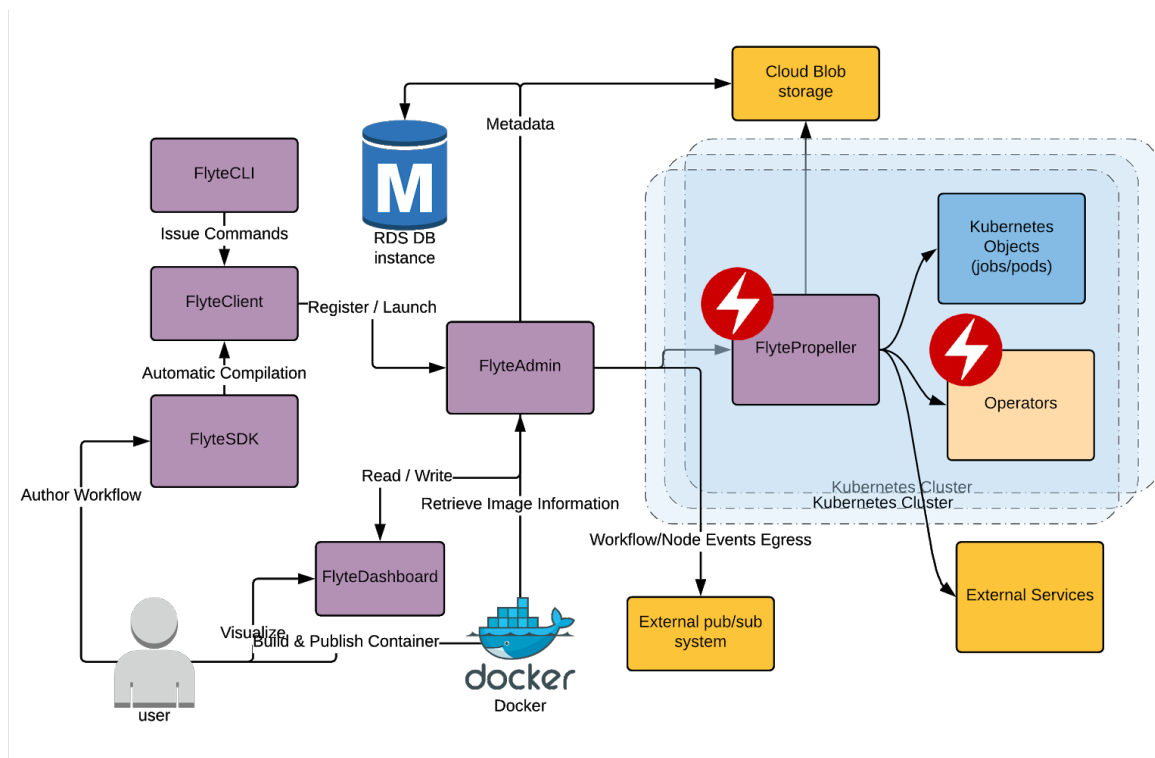 Cloud Blob
storage
Metadata
FlyteCLI
M
RDS DB
instance
Issue Commands
Kubernetes
Objects
(jobs/pods)
FlyteClient
Register / Launch
FlyteAdmin
FlytePropeller
Automatic Compilation
Operators
FlyteSDK
Read / Write
Author Workflow
Retrieve Image Information
Kubernetes Cluster
Kubernetes Cluster
Workflow/Node Events Egress
FlyteDashboard
External Services
External pub/sub
system
Visualize
Build & Publish Container
docker
Docker
user